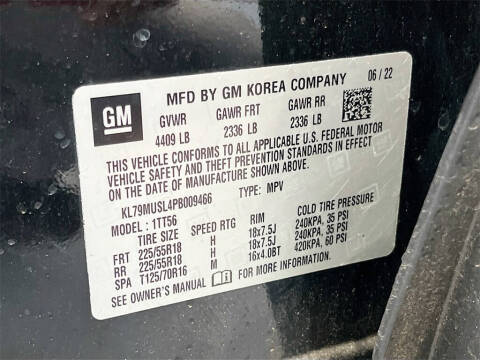 GM
MFD BY GM KOREA COMPANY 06/22
GVWR GAWR FRT GAWR RR
4409 LB 2336 LB 2336 LB
THIS VEHICLE CONFORMS TO ALL APPLICABLE U.S. FEDERAL MOTOR
VEHICLE SAFETY AND THEFT PREVENTION STANDARDS IN EFFECT
ON THE DATE OF MANUFACTURE SHOWN ABOVE.
KL79MUSL4PB009466 TYPE: MPV
MODEL: 1TT56
TIRE SIZE SPEED RTG RIM COLD TIRE PRESSURE
FRT 225/55R18 H 18x7.5J 240KPA, 35 PSI
RR 225/55R18 H 18x7.5J 240KPA, 35 PSI
SPA T125/70R16 M 16x4.0BT 420KPA, 60 PSI
SEE OWNER'S MANUAL FOR MORE INFORMATION.